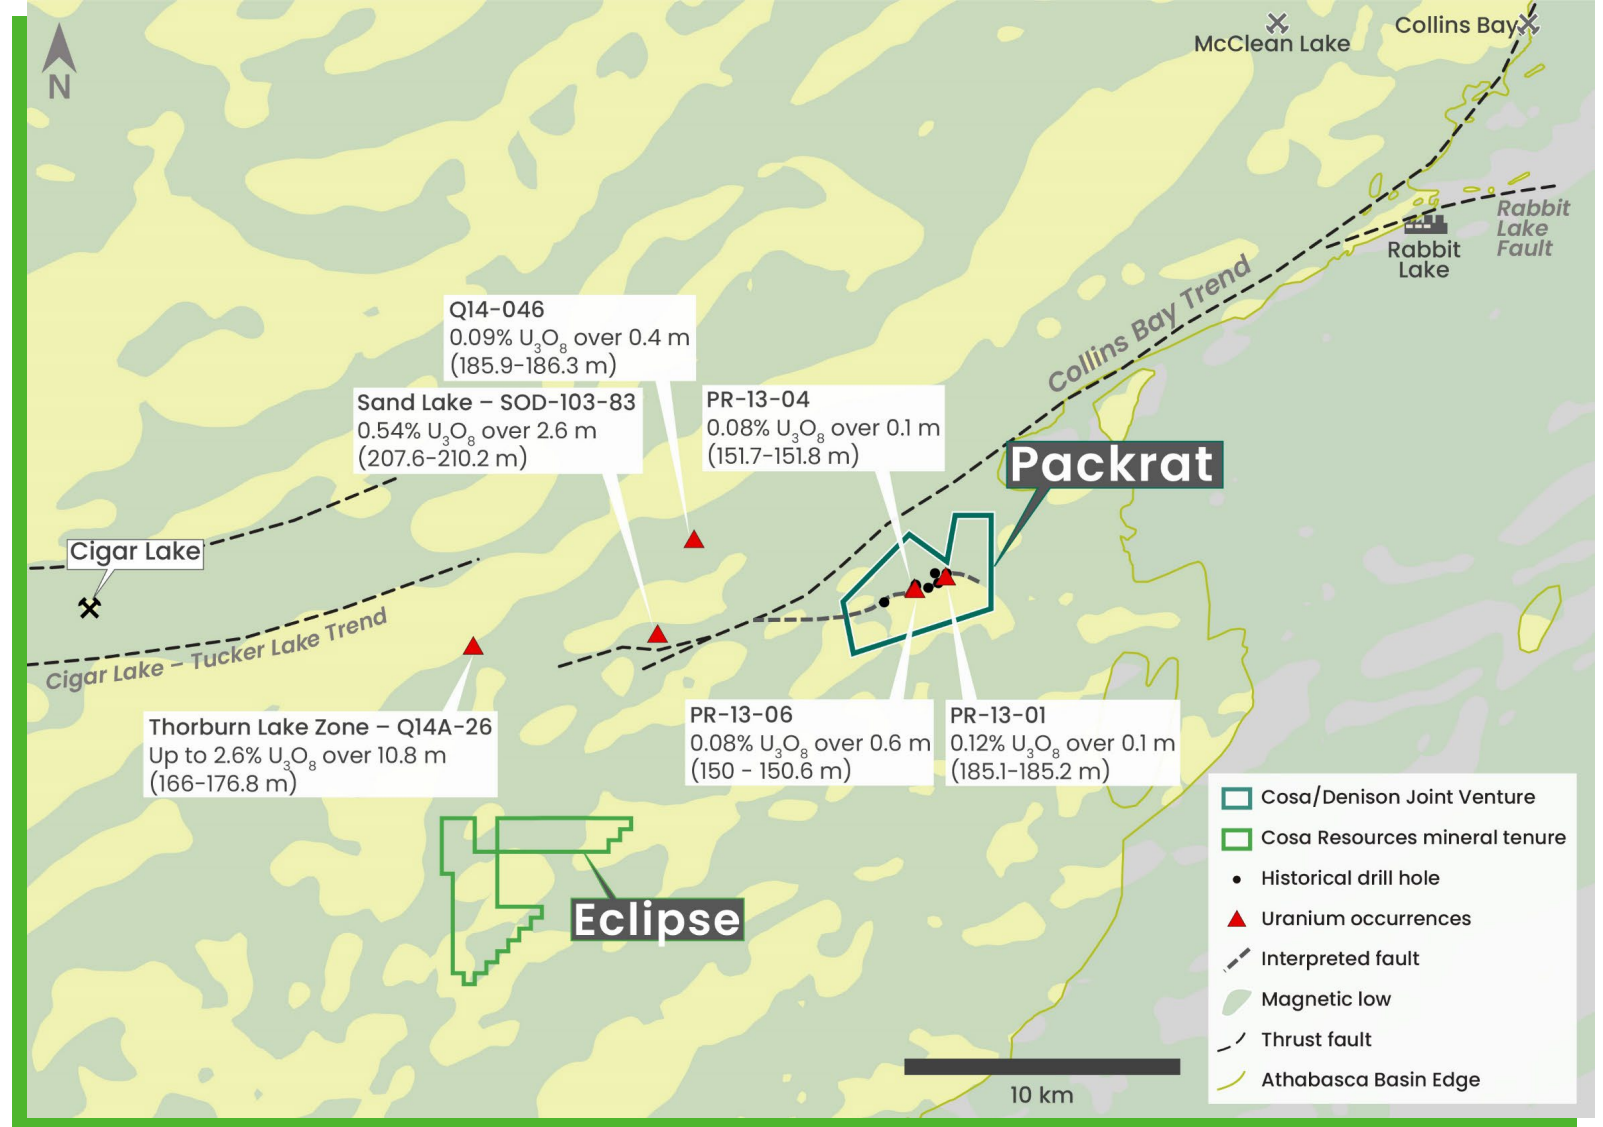 N
McClean Lake
Collins Bay
Rabbit
Lake
Fault
Rabbit
Lake
Collins Bay Trend
Q14-046
0.09% U₃O₈ over 0.4 m
(185.9-186.3 m)
Sand Lake – SOD-103-83
0.54% U₃O₈ over 2.6 m
(207.6-210.2 m)
PR-13-04
0.08% U₃O₈ over 0.1 m
(151.7-151.8 m)
Packrat
Cigar Lake
Cigar Lake – Tucker Lake Trend
Thorburn Lake Zone – Q14A-26
Up to 2.6% U₃O₈ over 10.8 m
(166-176.8 m)
PR-13-06
0.08% U₃O₈ over 0.6 m
(150 - 150.6 m)
PR-13-01
0.12% U₃O₈ over 0.1 m
(185.1-185.2 m)
Eclipse
Cosa/Denison Joint Venture
Cosa Resources mineral tenure
Historical drill hole
Uranium occurrences
Interpreted fault
Magnetic low
Thrust fault
Athabasca Basin Edge
10 km